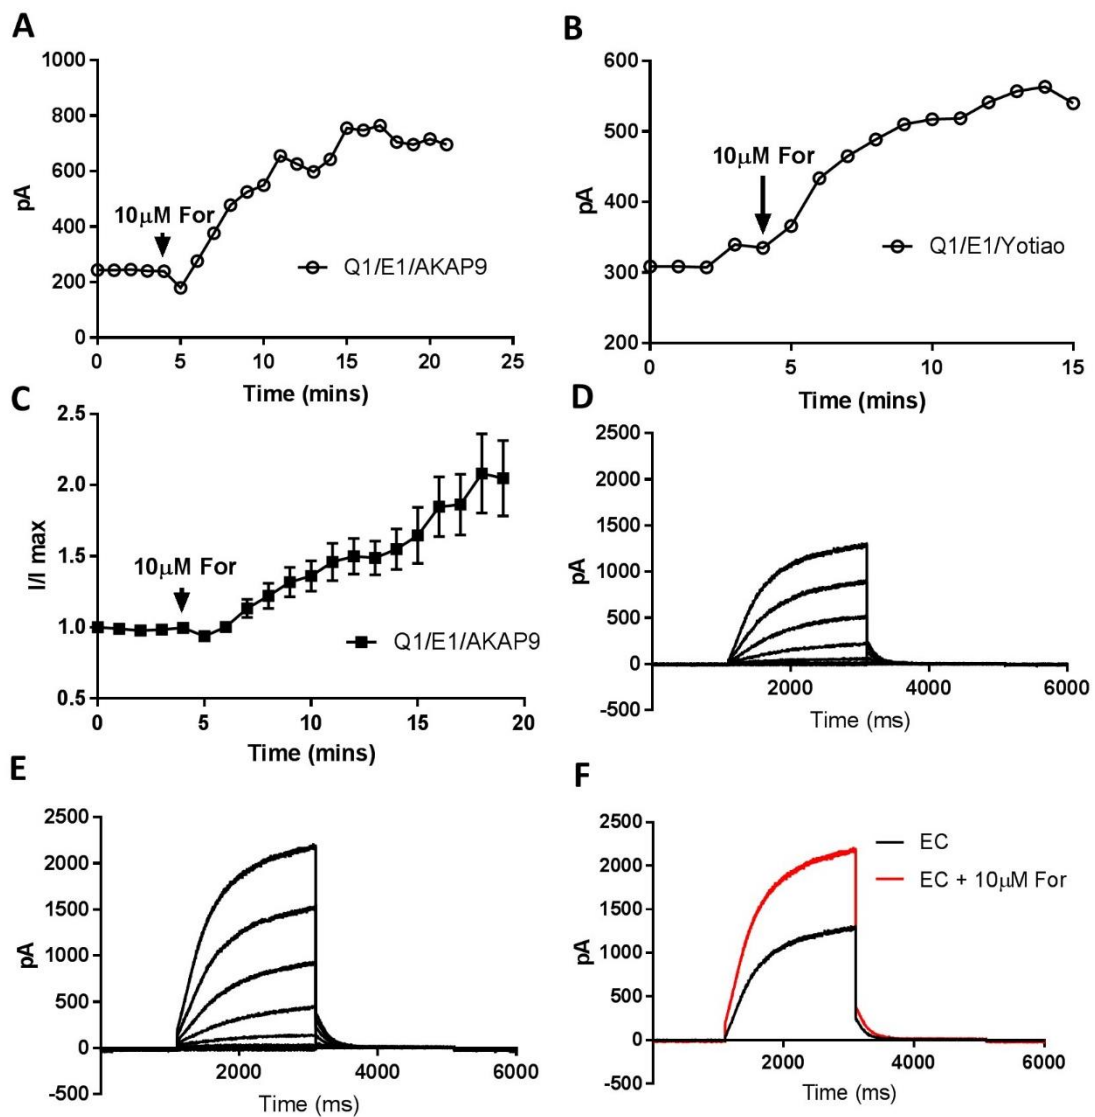 A
1000
800
600
400
200
0
pA
10µM For
Q1/E1/AKAP9
0 5 10 15 20 25
Time (mins)
B
600
500
400
300
200
pA
10µM For
Q1/E1/Yotiao
0 5 10 15
Time (mins)
C
2.5
2.0
1.5
1.0
0.5
I/I max
10µM For
Q1/E1/AKAP9
0 5 10 15 20
Time (mins)
D
2500
2000
1500
1000
500
0
-500
pA
2000 4000 6000
Time (ms)
E
2500
2000
1500
1000
500
0
-500
pA
2000 4000 6000
Time (ms)
F
2500
2000
1500
1000
500
0
-500
pA
EC
EC + 10µM For
2000 4000 6000
Time (ms)